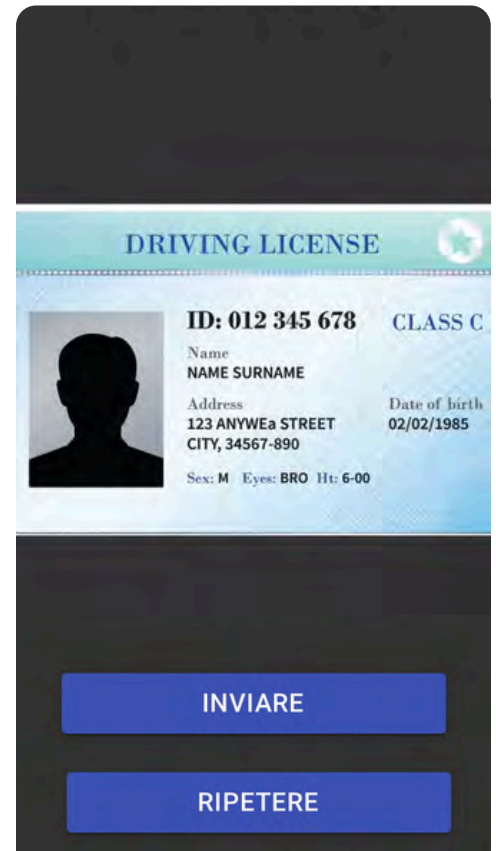 DRIVING LICENSE
ID: 012 345 678
CLASS C
Name
NAME SURNAME
Address
Date of birth
123 ANYWEa STREET
02/02/1985
CITY, 34567-890
Sex: M Eyes: BRO Ht: 6-00
INVIARE
RIPETERE